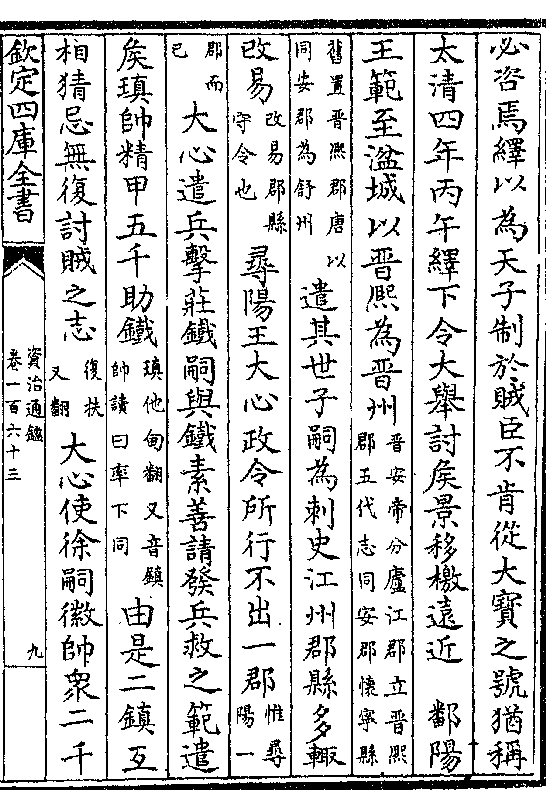 必咨焉繹以為天子制於賊臣不肯從大寶之號猶稱
太清四年丙午繹下令大舉討矦景移檄遠近　鄱陽
王範至湓城以晉熙為晉州
晉安帝分廬江郡立晉熙
郡五代志同安郡懷寧縣
舊置晉熙郡唐以
同安郡為舒州
遣其世子嗣為刺史江州郡縣多輙
改易
改易郡縣
守令也
尋陽王大心政令所行不出一郡
惟尋
陽一
郡而
已
大心遣兵擊莊鐵嗣與鐵素善請發兵救之範遣
矦瑱帥精甲五千助鐵
瑱他甸翻又音鎮
帥讀曰率下同
由是二鎮互
相猜忌無復討賊之志
復扶
又翻
大心使徐嗣徽帥衆二千
欽定四庫全書
資治通鑑
卷一百六十三
九